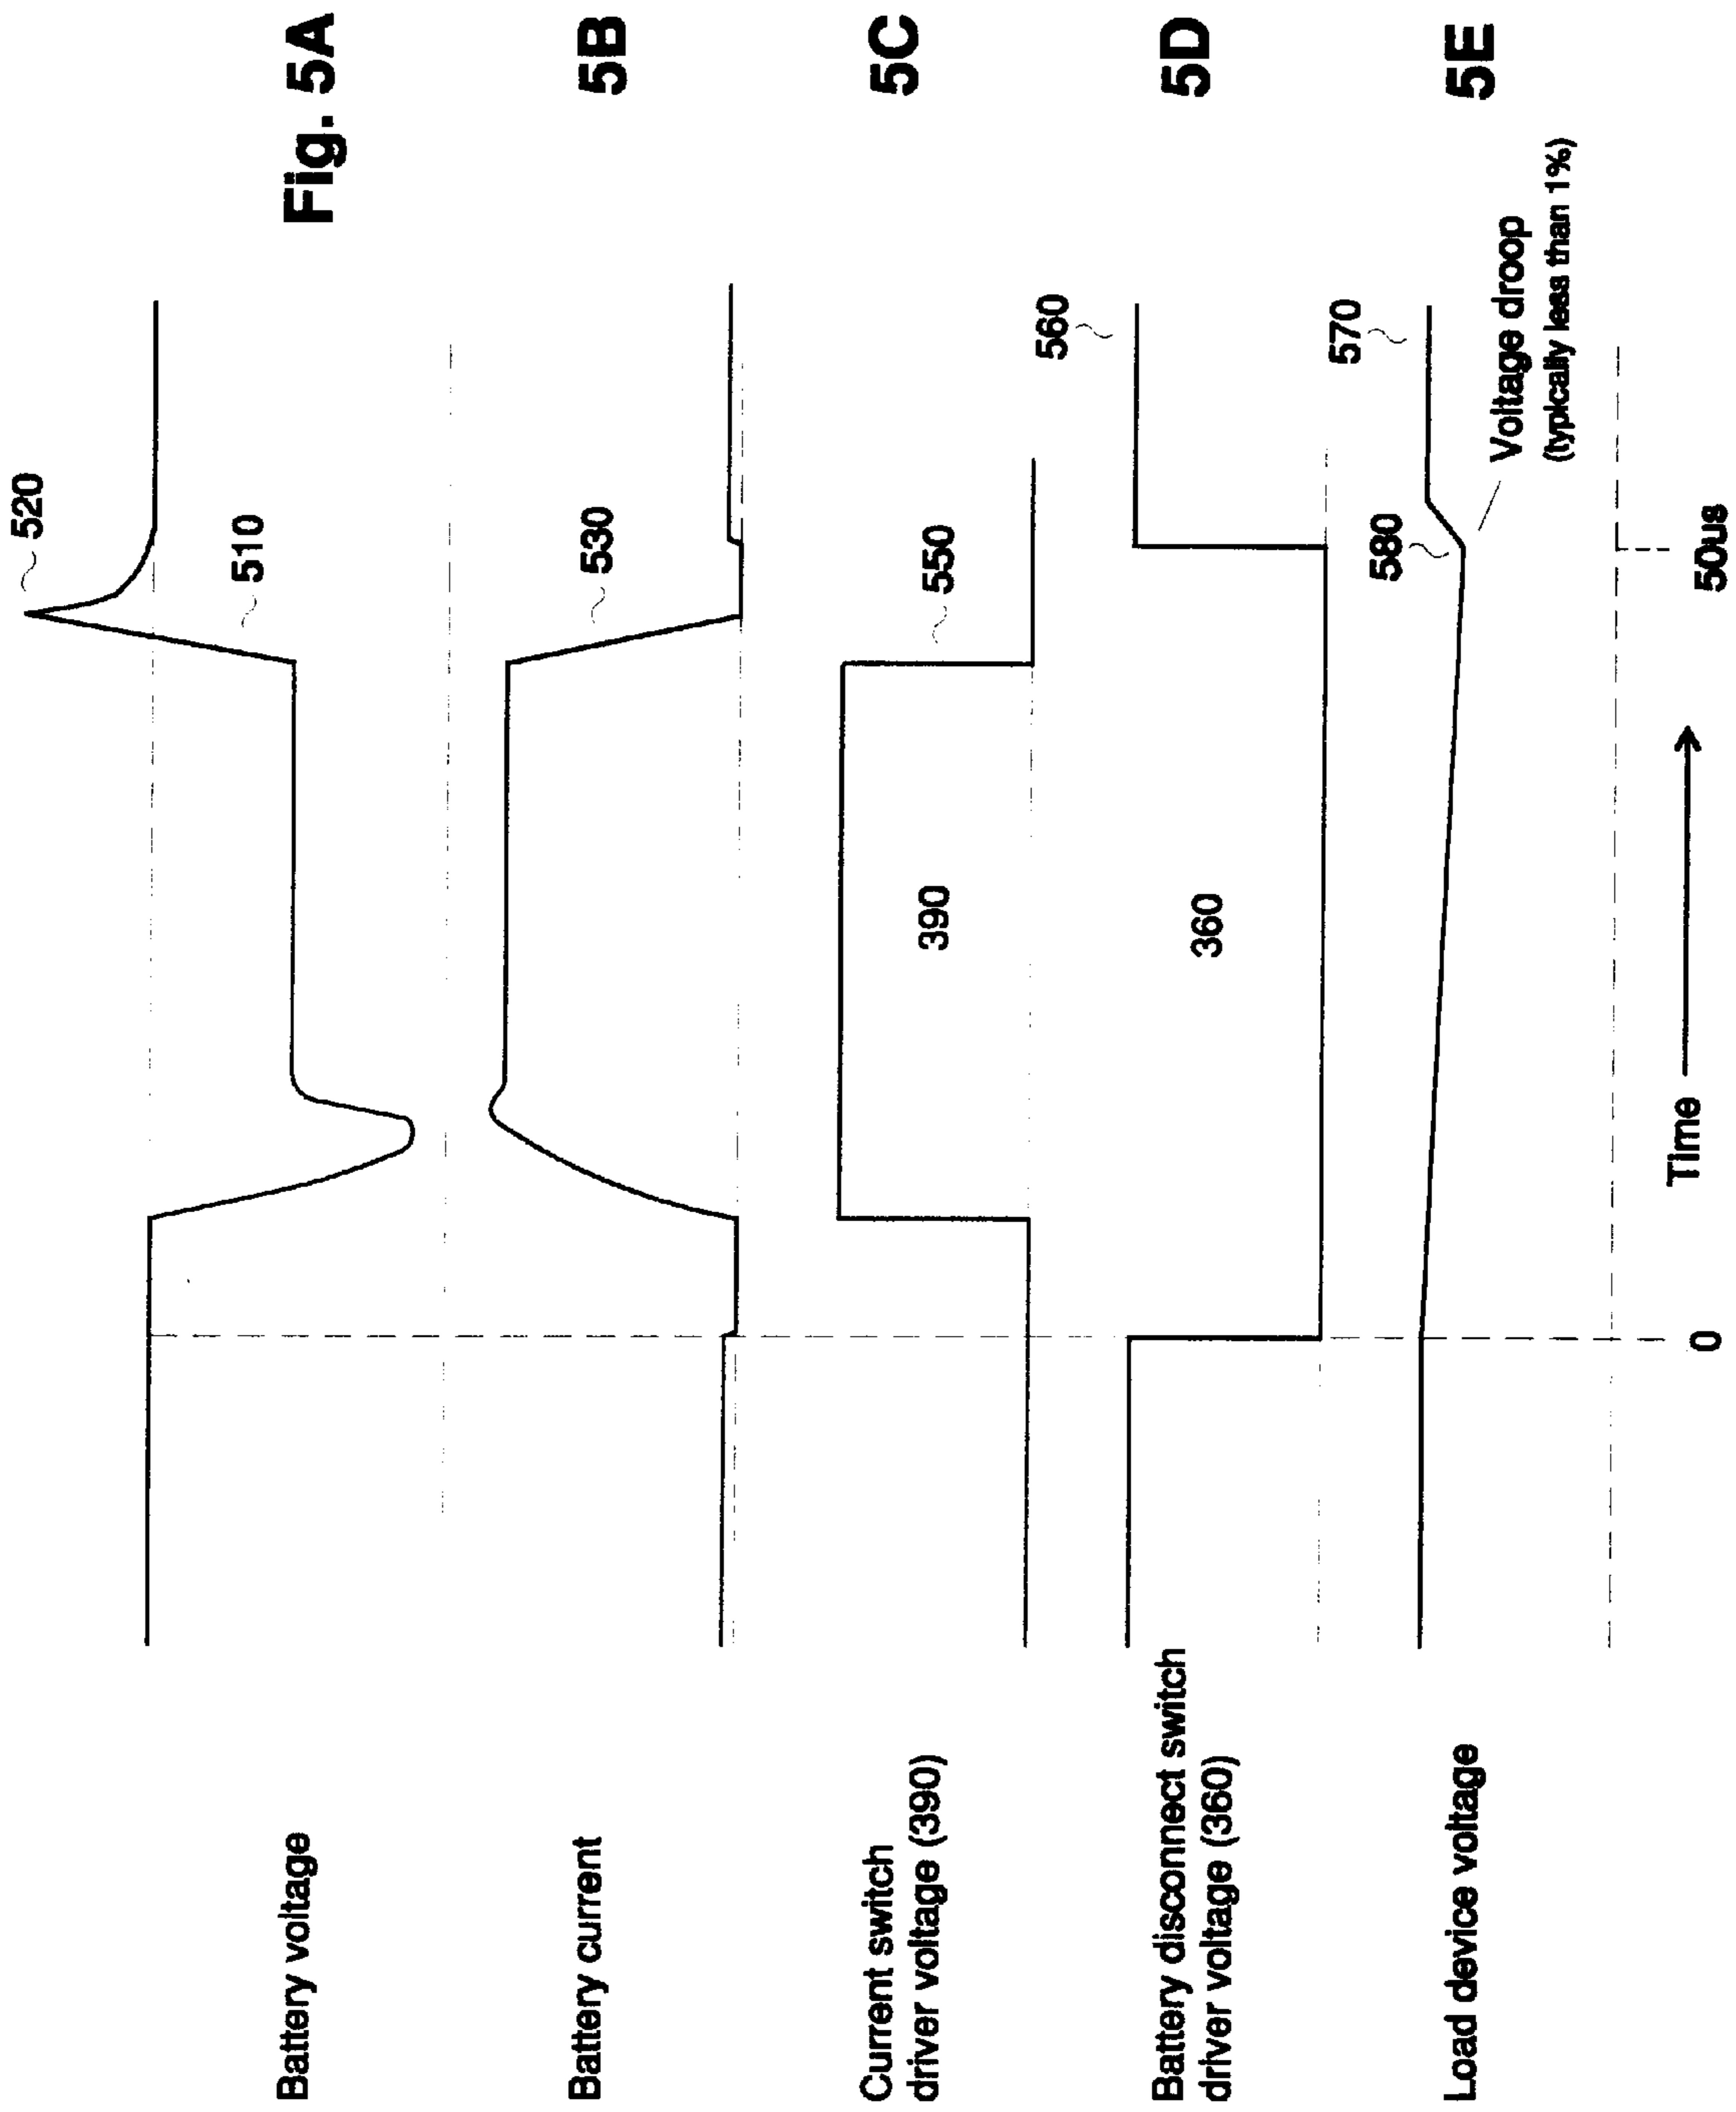 Fig. 5A
520
510
Battery voltage
5B
530
Battery current
5C
550
390
Current switch
driver voltage (390)
5D
560
360
Battery disconnect switch
driver voltage (360)
5E
570
580
Load device voltage
Voltage droop
(typically less than 1%)
Time
0
50us